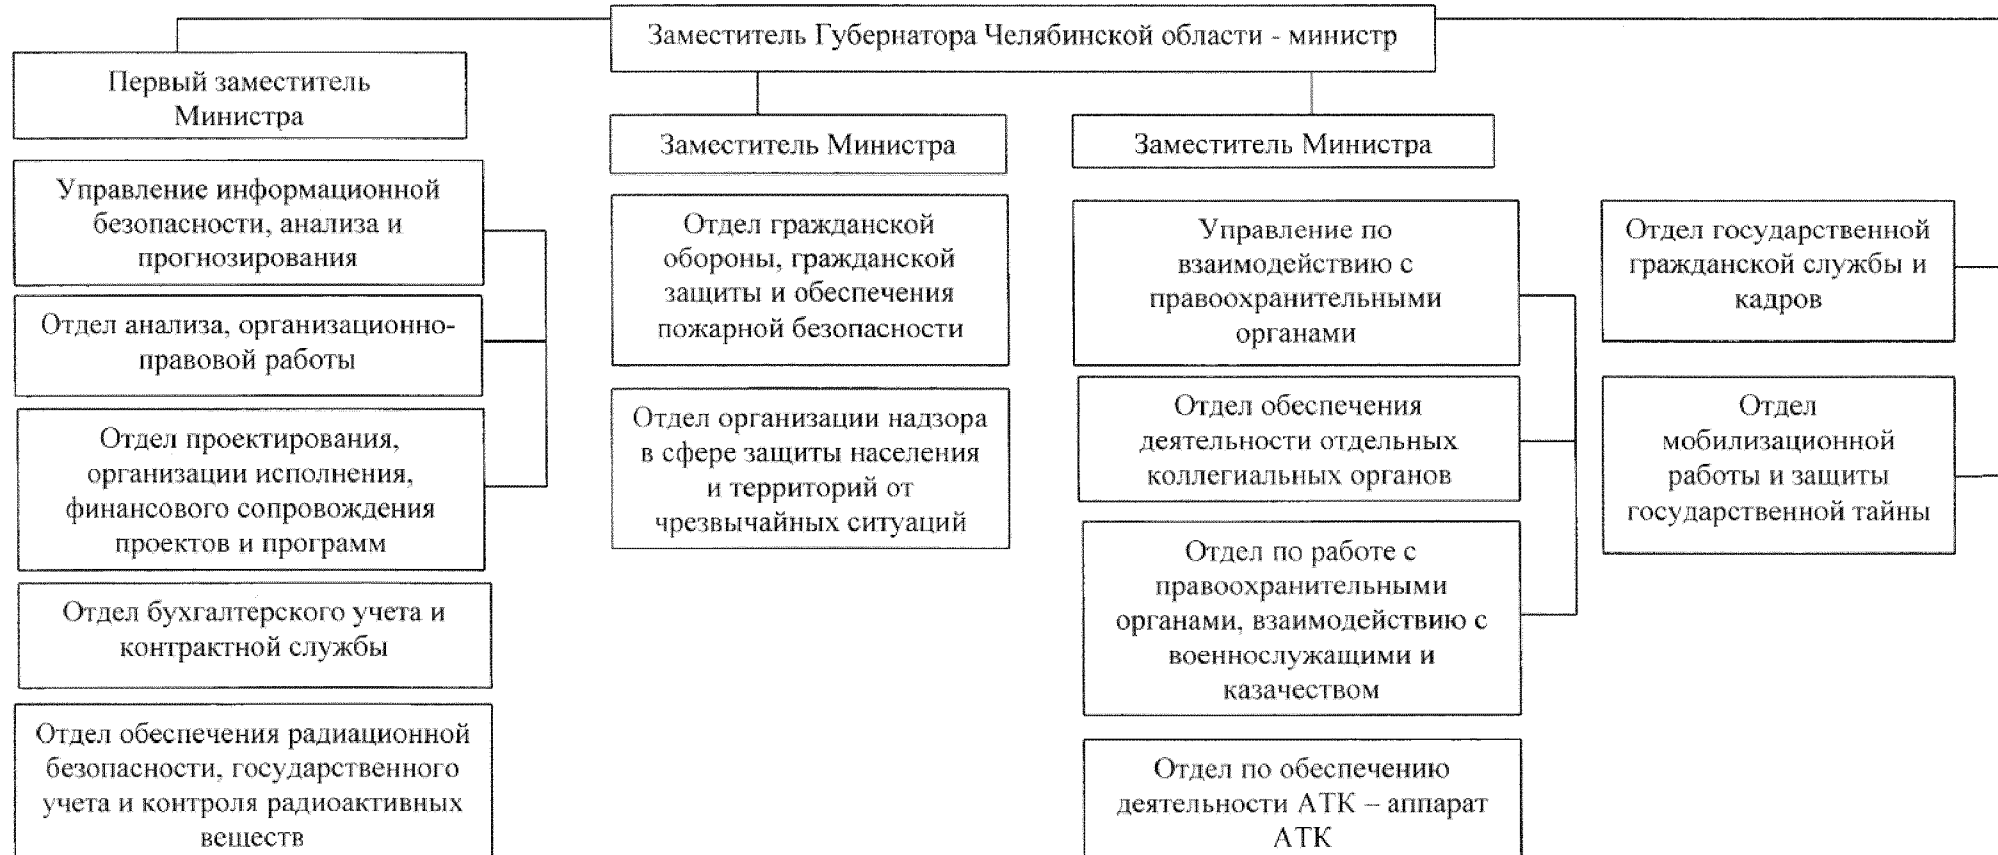 Заместитель Губернатора Челябинской области - министр
Первый заместитель
Министра
Управление информационной
безопасности, анализа и
прогнозирования
Отдел анализа, организационно-
правовой работы
Отдел проектирования,
организации исполнения,
финансового сопровождения
проектов и программ
Отдел бухгалтерского учета и
контрактной службы
Отдел обеспечения радиационной
безопасности, государственного
учета и контроля радиоактивных
веществ
Заместитель Министра
Отдел гражданской
обороны, гражданской
защиты и обеспечения
пожарной безопасности
Отдел организации надзора
в сфере защиты населения
и территорий от
чрезвычайных ситуаций
Заместитель Министра
Управление по
взаимодействию с
правоохранительными
органами
Отдел обеспечения
деятельности отдельных
коллегиальных органов
Отдел по работе с
правоохранительными
органами, взаимодействию с
военнослужащими и
казачеством
Отдел по обеспечению
деятельности АТК – аппарат
АТК
Отдел государственной
гражданской службы и
кадров
Отдел
мобилизационной
работы и защиты
государственной тайны